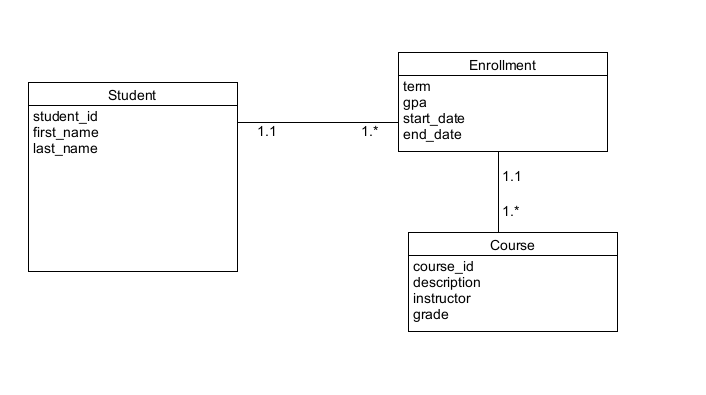 Student
student_id
first_name
last_name
1.1
1.*
Enrollment
term
gpa
start_date
end_date
1.1
1.*
Course
course_id
description
instructor
grade